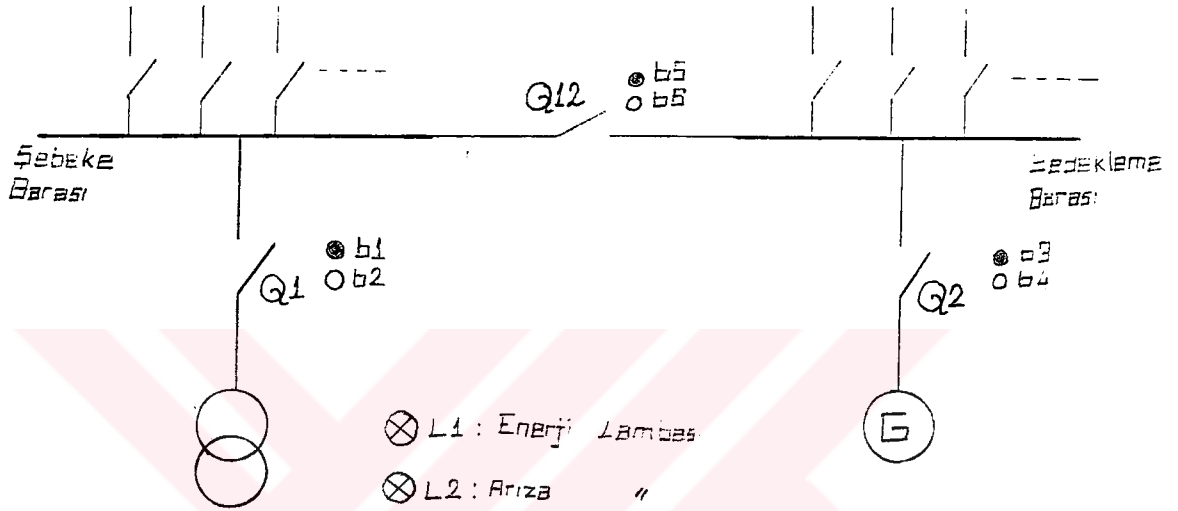 b5
Q12
b6
Şebeke
Barası
Yedekleme
Barası
b1
b2
Q1
b3
b4
Q2
L1 : Enerji Lambası
G
L2 : Arıza "